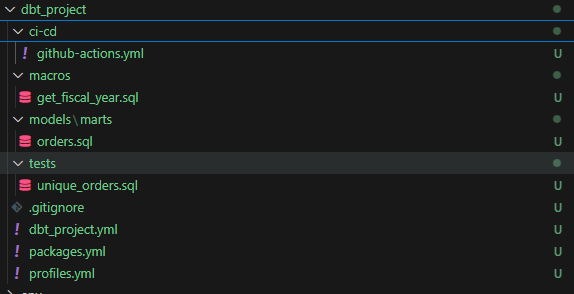 dbt_project
ci-cd
github-actions.yml U
macros
get_fiscal_year.sql U
models\marts
orders.sql U
tests
unique_orders.sql U
.gitignore U
dbt_project.yml U
packages.yml U
profiles.yml U